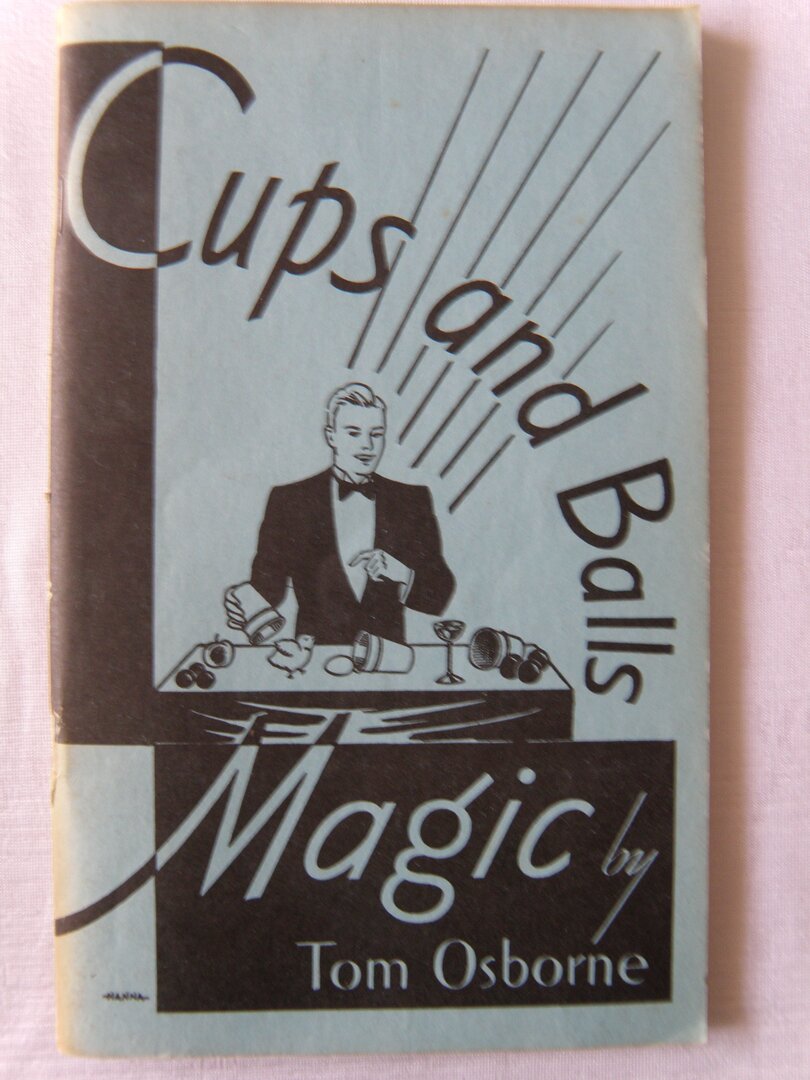 Cups and Balls
Magic by
Tom Osborne
-HANNA-